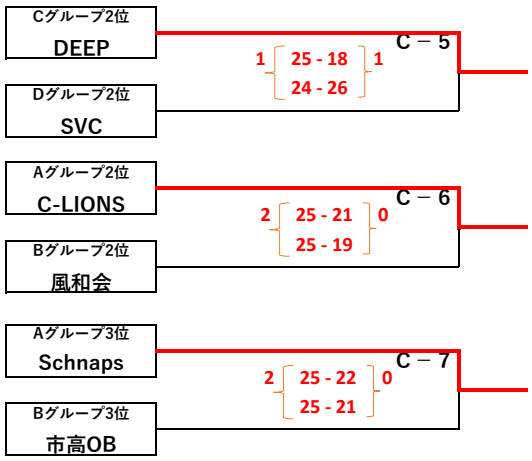 Cグループ2位
DEEP
C－5
1 25 - 18 1
24 - 26
Dグループ2位
SVC
Aグループ2位
C-LIONS
C－6
2 25 - 21 0
25 - 19
Bグループ2位
風和会
Aグループ3位
Schnaps
C－7
2 25 - 22 0
25 - 21
Bグループ3位
市高OB